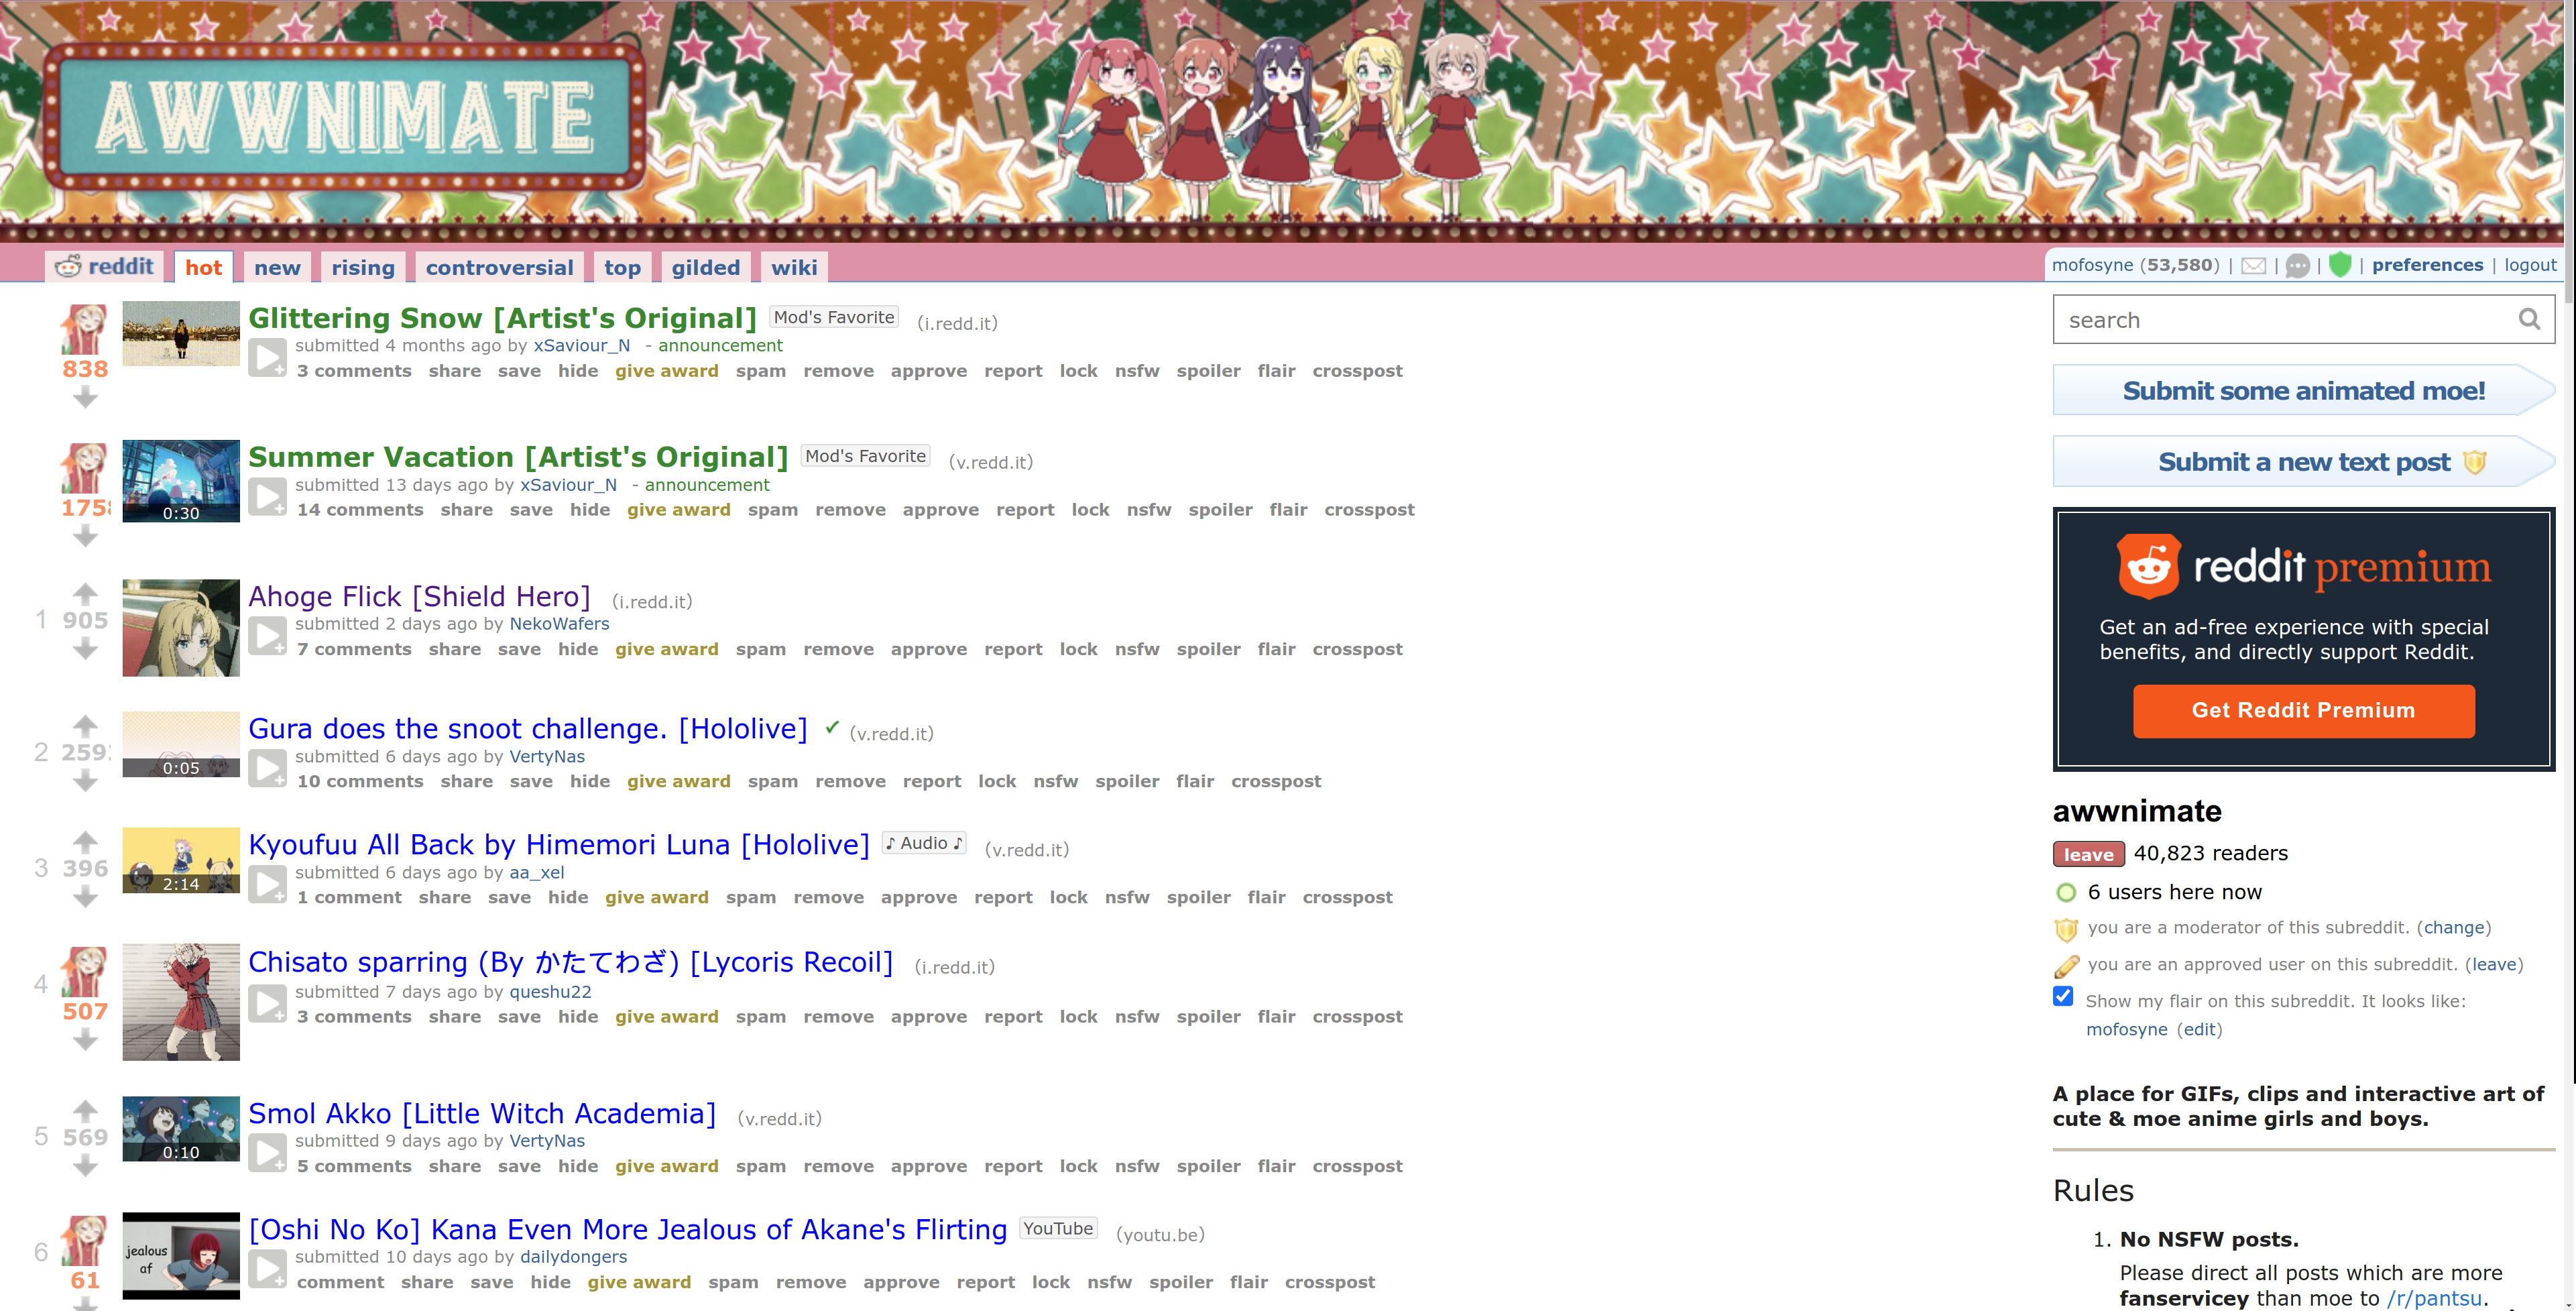 AWWNIMATE
reddit hot new rising controversial top gilded wiki
mofosyne (53,580) | | | | preferences | logout
838
Glittering Snow [Artist's Original] Mod's Favorite (i.redd.it)
submitted 4 months ago by xSaviour_N - announcement
3 comments share save hide give award spam remove approve report lock nsfw spoiler flair crosspost
0:30
Summer Vacation [Artist's Original] Mod's Favorite (v.redd.it)
submitted 13 days ago by xSaviour_N - announcement
14 comments share save hide give award spam remove approve report lock nsfw spoiler flair crosspost
1 905
Ahoge Flick [Shield Hero] (i.redd.it)
submitted 2 days ago by NekoWafers
7 comments share save hide give award spam remove approve report lock nsfw spoiler flair crosspost
2
0:05
Gura does the snoot challenge. [Hololive] (v.redd.it)
submitted 6 days ago by VertyNas
10 comments share save hide give award spam remove report lock nsfw spoiler flair crosspost
3 396
2:14
Kyoufuu All Back by Himemori Luna [Hololive] ♪ Audio ♪ (v.redd.it)
submitted 6 days ago by aa_xel
1 comment share save hide give award spam remove approve report lock nsfw spoiler flair crosspost
4 507
Chisato sparring (By かたてわざ) [Lycoris Recoil] (i.redd.it)
submitted 7 days ago by queshu22
3 comments share save hide give award spam remove approve report lock nsfw spoiler flair crosspost
5 569
0:10
Smol Akko [Little Witch Academia] (v.redd.it)
submitted 9 days ago by VertyNas
5 comments share save hide give award spam remove approve report lock nsfw spoiler flair crosspost
6 61
jealous
af
[Oshi No Ko] Kana Even More Jealous of Akane's Flirting YouTube (youtu.be)
submitted 10 days ago by dailydongers
comment share save hide give award spam remove approve report lock nsfw spoiler flair crosspost
search
Submit some animated moe!
Submit a new text post
reddit premium
Get an ad-free experience with special
benefits, and directly support Reddit.
Get Reddit Premium
awwnimate
leave 40,823 readers
6 users here now
you are a moderator of this subreddit. (change)
you are an approved user on this subreddit. (leave)
Show my flair on this subreddit. It looks like:
mofosyne (edit)
A place for GIFs, clips and interactive art of
cute & moe anime girls and boys.
Rules
1. No NSFW posts.
Please direct all posts which are more
fanservicey than moe to /r/pantsu.